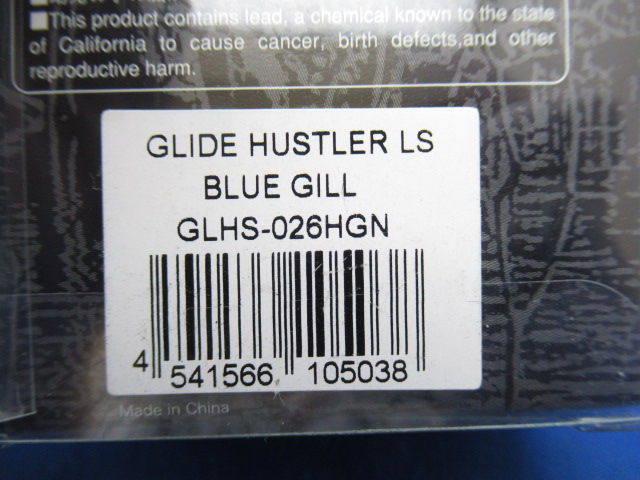 ■This product contains lead, a chemical known to the state
of California to cause cancer, birth defects,and other
reproductive harm.
GLIDE HUSTLER LS
BLUE GILL
GLHS-026HGN
4 541566 105038
Made in China